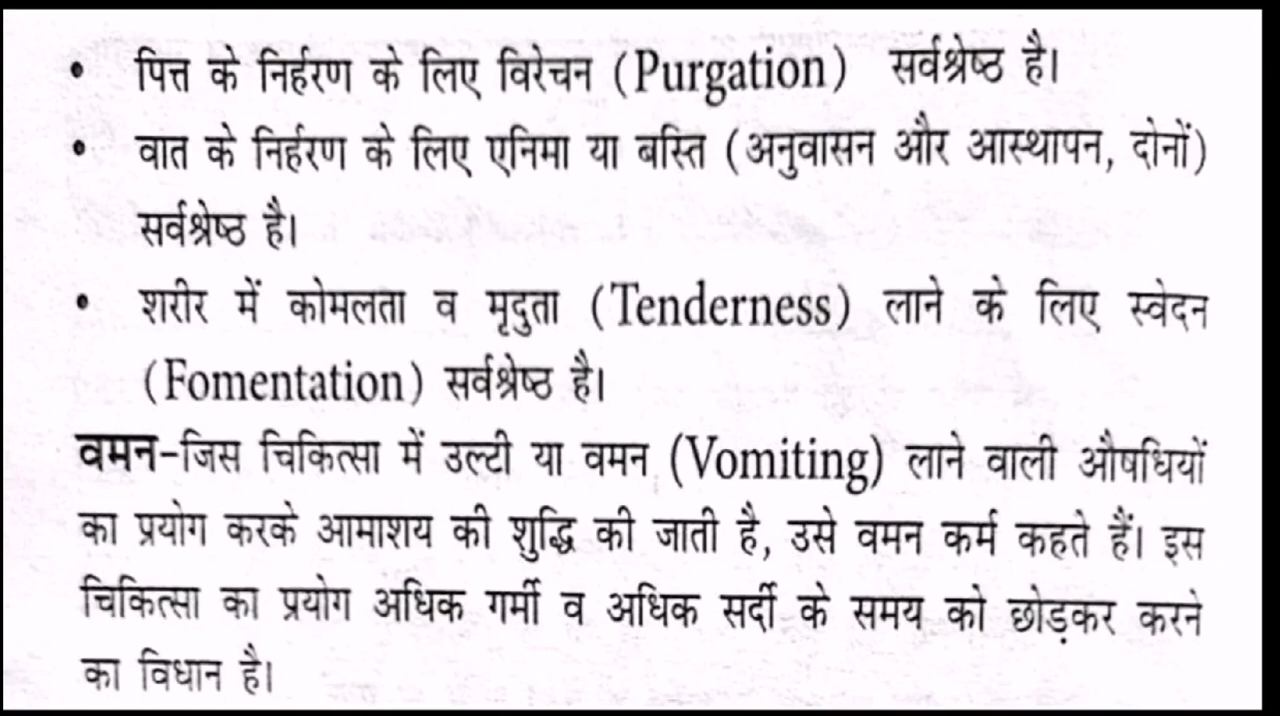 • पित्त के निर्हरण के लिए विरेचन (Purgation) सर्वश्रेष्ठ है।
• वात के निर्हरण के लिए एनिमा या बस्ति (अनुवासन और आस्थापन, दोनों)
सर्वश्रेष्ठ है।
• शरीर में कोमलता व मृदुता (Tenderness) लाने के लिए स्वेदन
(Fomentation) सर्वश्रेष्ठ है।
वमन-जिस चिकित्सा में उल्टी या वमन (Vomiting) लाने वाली औषधियों
का प्रयोग करके आमाशय की शुद्धि की जाती है, उसे वमन कर्म कहते हैं। इस
चिकित्सा का प्रयोग अधिक गर्मी व अधिक सर्दी के समय को छोड़कर करने
का विधान है।